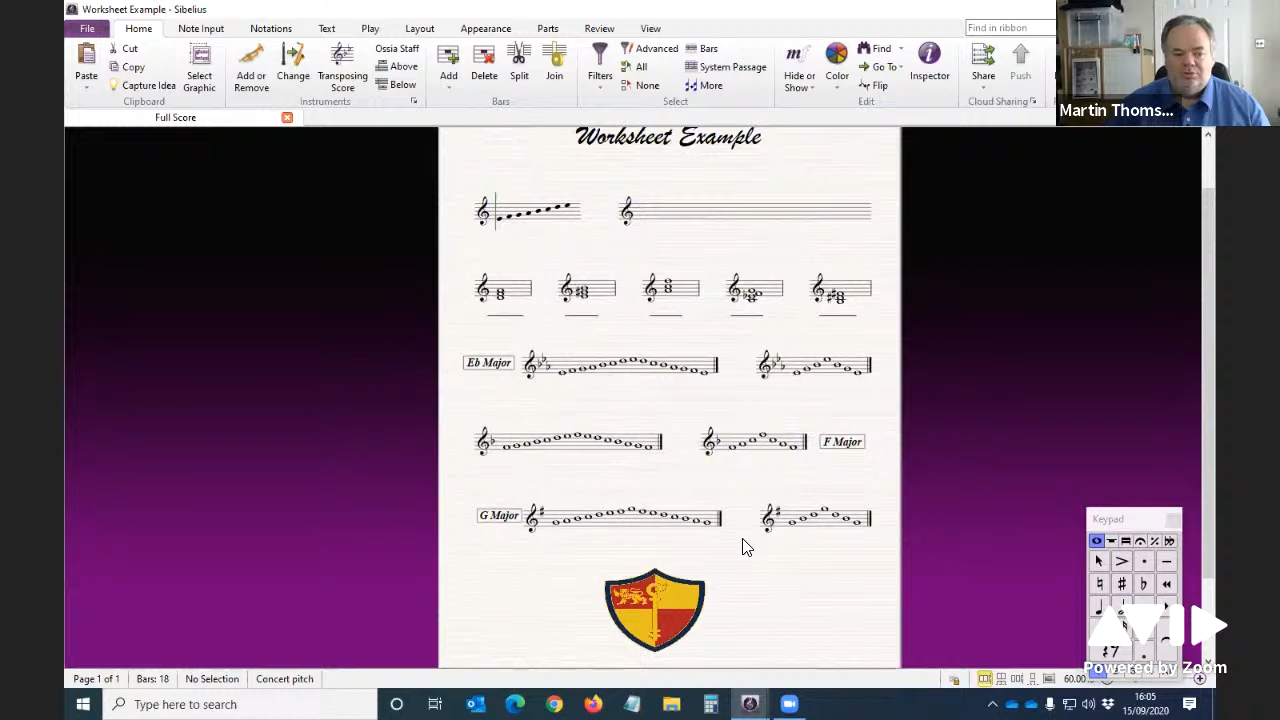 Worksheet Example - Sibelius
File Home Note Input Notations Text Play Layout Appearance Parts Review View Find in ribbon
Paste Cut Copy Capture Idea Select Graphic
Clipboard
Add or Remove Change Transposing Score Ossia Staff Above Below
Instruments
Add Delete Split Join
Bars
Filters Advanced All None Bars System Passage More
Select
Hide or Show Color Find Go To Flip Inspector
Edit
Share Push
Cloud Sharing
Martin Thoms...
Full Score
Worksheet Example
Eb Major
F Major
G Major
Keypad
AVID
Powered by Zoom
Page 1 of 1 Bars: 18 No Selection Concert pitch 60.00
Type here to search
16:05
15/09/2020